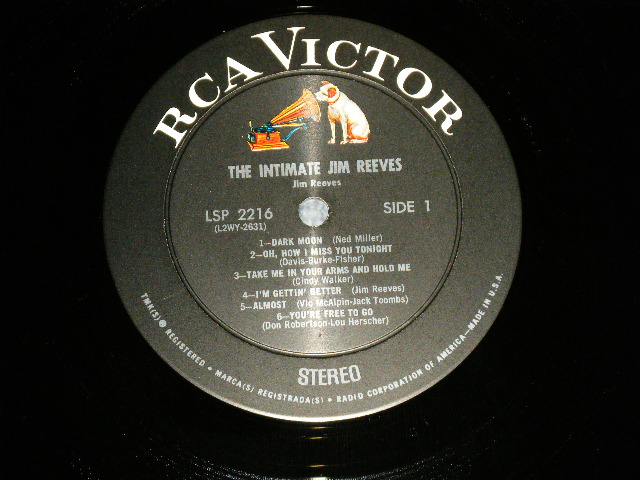 RCA VICTOR
THE INTIMATE JIM REEVES
Jim Reeves
LSP 2216
(L2WY-2631)
SIDE 1
1—DARK MOON (Ned Miller)
2—OH, HOW I MISS YOU TONIGHT
(Davis-Burke-Fisher)
3—TAKE ME IN YOUR ARMS AND HOLD ME
(Cindy Walker)
4—I'M GETTIN' BETTER (Jim Reeves)
5—ALMOST (Vic McAlpin-Jack Toombs)
6—YOU'RE FREE TO GO
(Don Robertson-Lou Herscher)
STEREO
TMK(S) ® REGISTERED • MARCA(S) REGISTRADA(S) • RADIO CORPORATION OF AMERICA—MADE IN U.S.A.